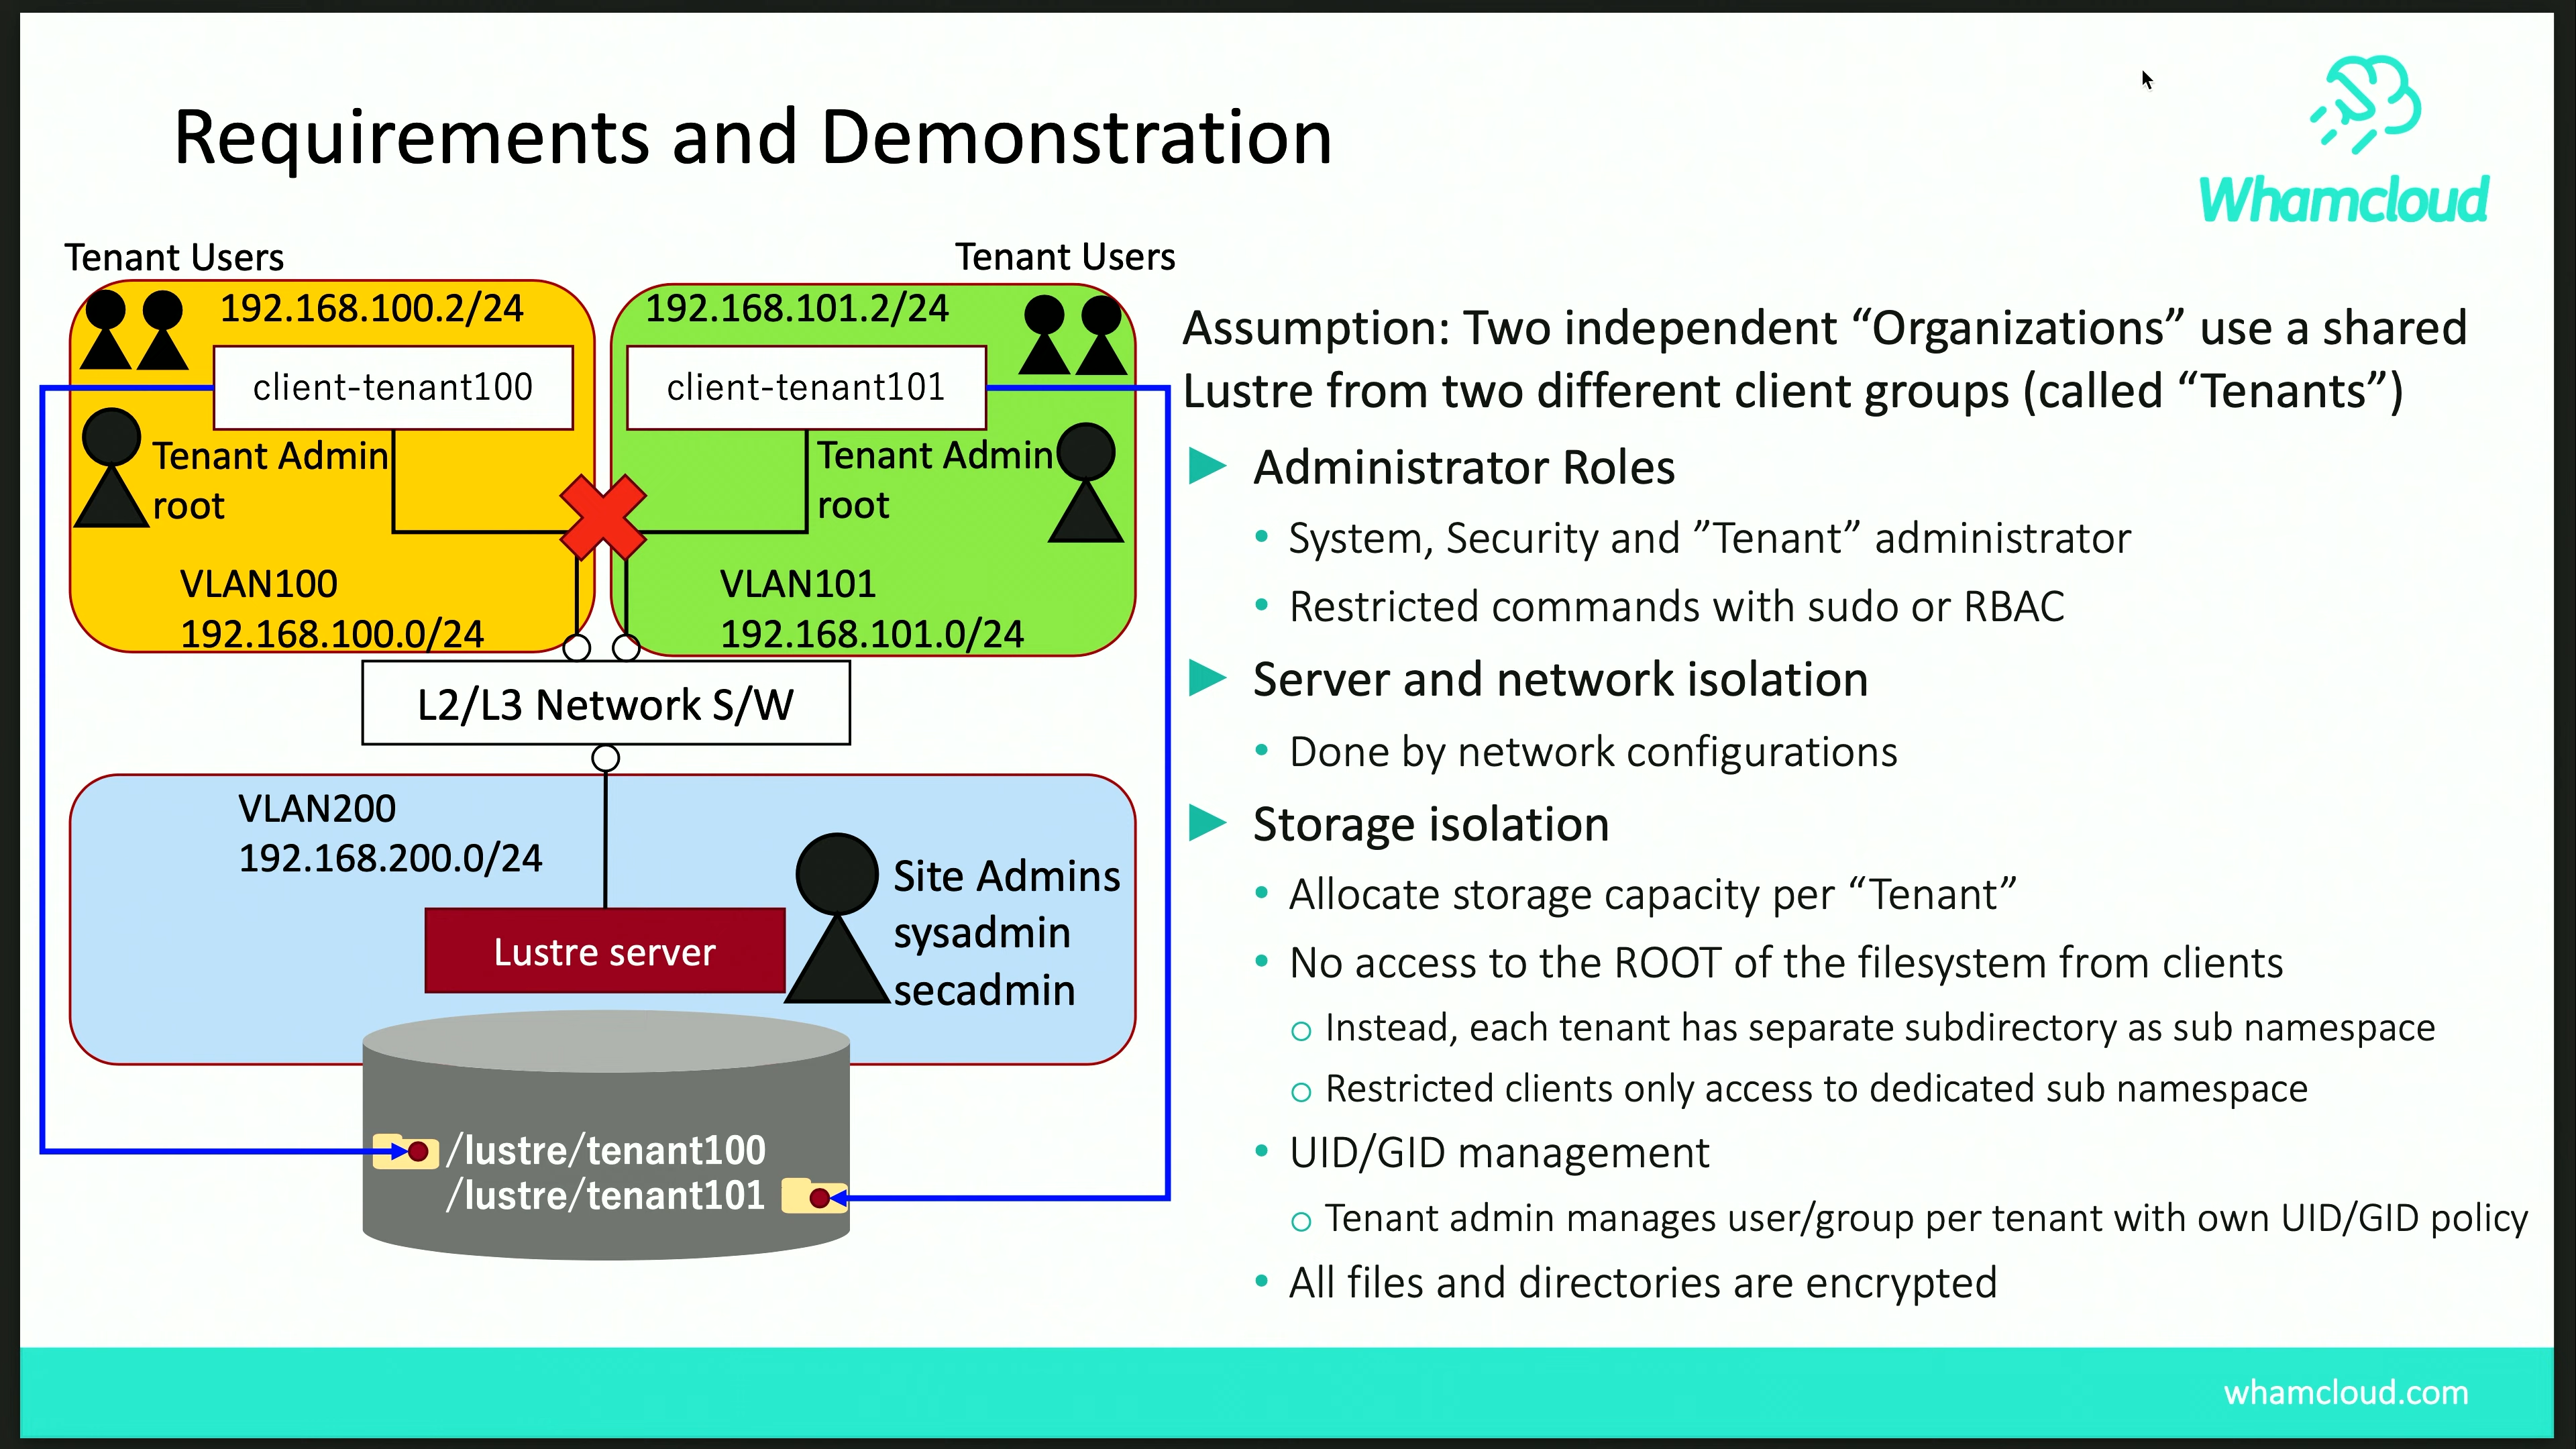 Requirements and Demonstration
Whamcloud
Tenant Users
Tenant Users
192.168.100.2/24
192.168.101.2/24
client-tenant100
client-tenant101
Tenant Admin
root
Tenant Admin
root
VLAN100
192.168.100.0/24
VLAN101
192.168.101.0/24
L2/L3 Network S/W
VLAN200
192.168.200.0/24
Site Admins
sysadmin
secadmin
Lustre server
/lustre/tenant100
/lustre/tenant101
Assumption: Two independent “Organizations” use a shared
Lustre from two different client groups (called “Tenants”)
► Administrator Roles
• System, Security and ”Tenant” administrator
• Restricted commands with sudo or RBAC
► Server and network isolation
• Done by network configurations
► Storage isolation
• Allocate storage capacity per “Tenant”
• No access to the ROOT of the filesystem from clients
o Instead, each tenant has separate subdirectory as sub namespace
o Restricted clients only access to dedicated sub namespace
• UID/GID management
o Tenant admin manages user/group per tenant with own UID/GID policy
• All files and directories are encrypted
whamcloud.com